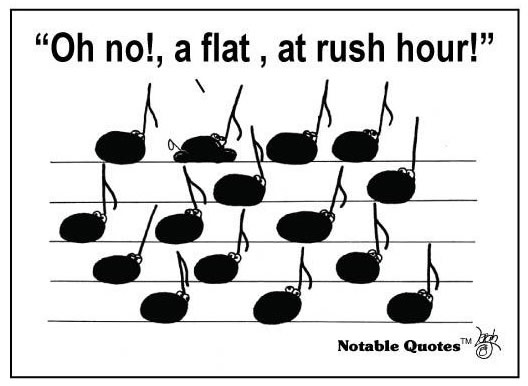 “Oh no!, a flat , at rush hour!”
Notable Quotes™